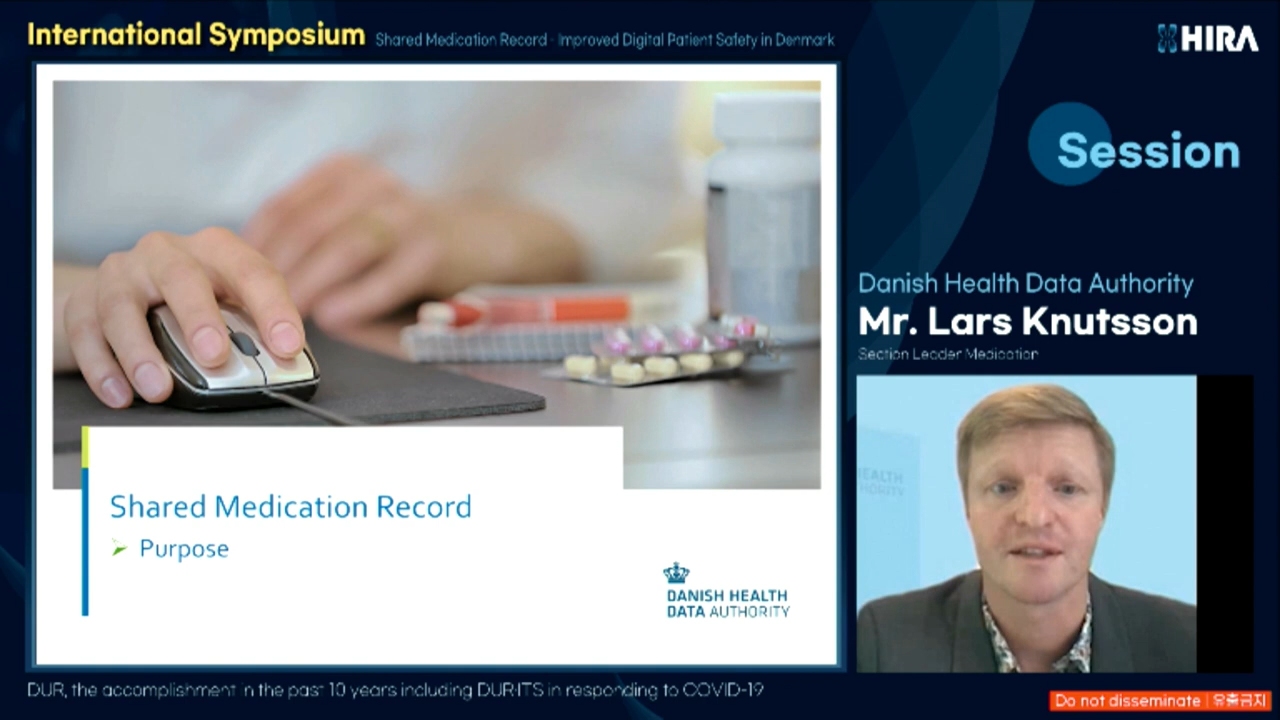 International Symposium Shared Medication Record - Improved Digital Patient Safety in Denmark
HIRA
Session
Danish Health Data Authority
Mr. Lars Knutsson
Section Leader Medication
HEALTH
Shared Medication Record
Purpose
DANISH HEALTH
DATA AUTHORITY
DUR, the accomplishment in the past 10 years including DUR·ITS in responding to COVID-19
Do not disseminate | 유출금지